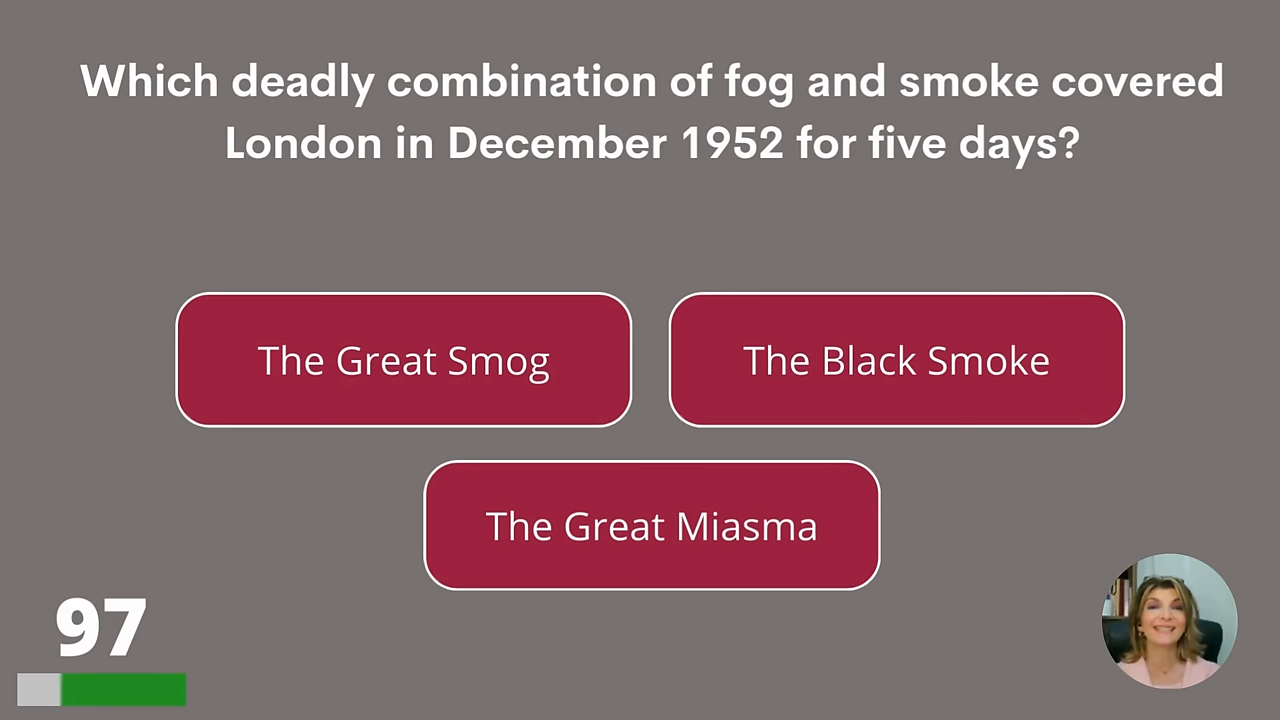 Which deadly combination of fog and smoke covered
London in December 1952 for five days?
The Great Smog
The Black Smoke
The Great Miasma
97